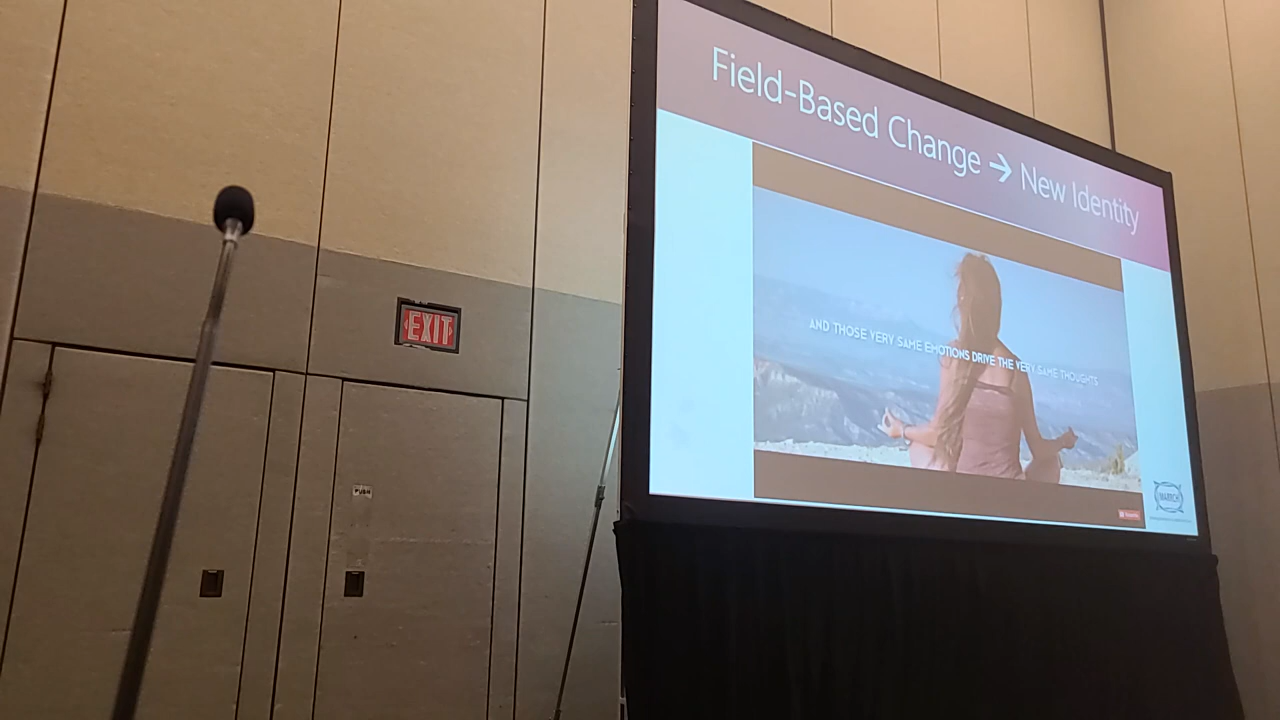 Field-Based Change → New Identity
AND THOSE VERY SAME EMOTIONS DRIVE THE VERY SAME THOUGHTS
EXIT
PUSH